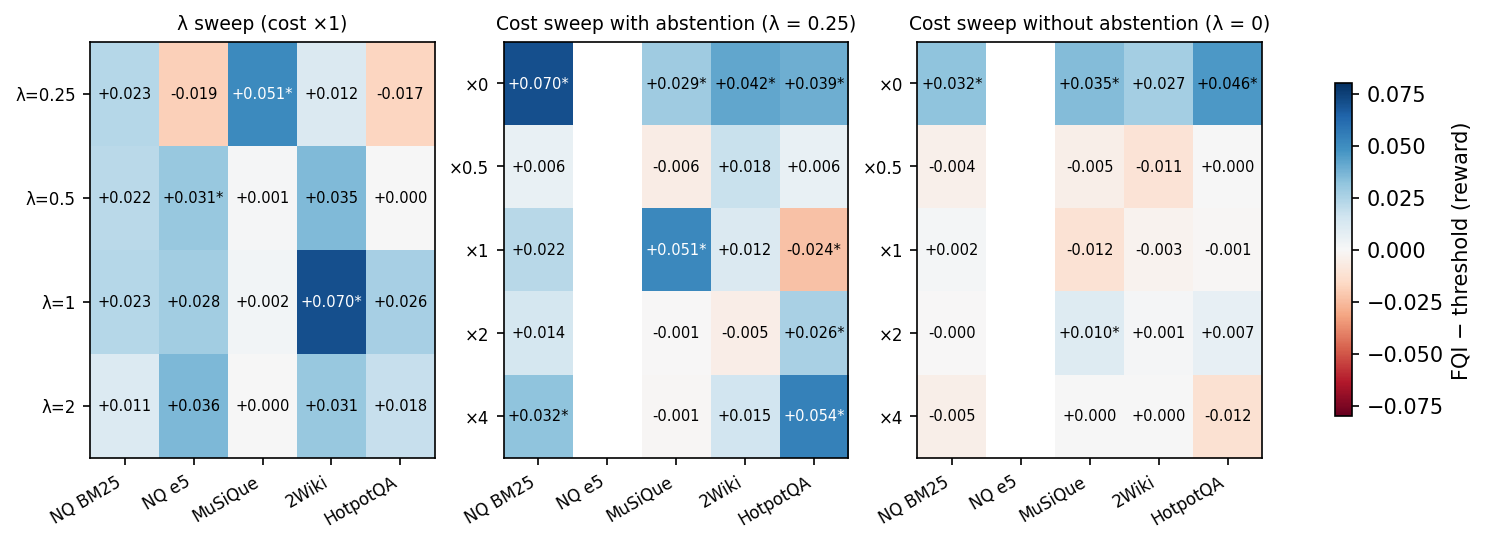 λ sweep (cost ×1)
λ=0.25 +0.023 -0.019 +0.051* +0.012 -0.017
λ=0.5 +0.022 +0.031* +0.001 +0.035 +0.000
λ=1 +0.023 +0.028 +0.002 +0.070* +0.026
λ=2 +0.011 +0.036 +0.000 +0.031 +0.018
NQ BM25 NQ e5 MuSiQue 2Wiki HotpotQA
Cost sweep with abstention (λ = 0.25)
×0 +0.070* +0.029* +0.042* +0.039*
×0.5 +0.006 -0.006 +0.018 +0.006
×1 +0.022 +0.051* +0.012 -0.024*
×2 +0.014 -0.001 -0.005 +0.026*
×4 +0.032* -0.001 +0.015 +0.054*
NQ BM25 NQ e5 MuSiQue 2Wiki HotpotQA
Cost sweep without abstention (λ = 0)
×0 +0.032* +0.035* +0.027 +0.046*
×0.5 -0.004 -0.005 -0.011 +0.000
×1 +0.002 -0.012 -0.003 -0.001
×2 -0.000 +0.010* +0.001 +0.007
×4 -0.005 +0.000 +0.000 -0.012
NQ BM25 NQ e5 MuSiQue 2Wiki HotpotQA
0.075
0.050
0.025
0.000
−0.025
−0.050
−0.075
FQI − threshold (reward)